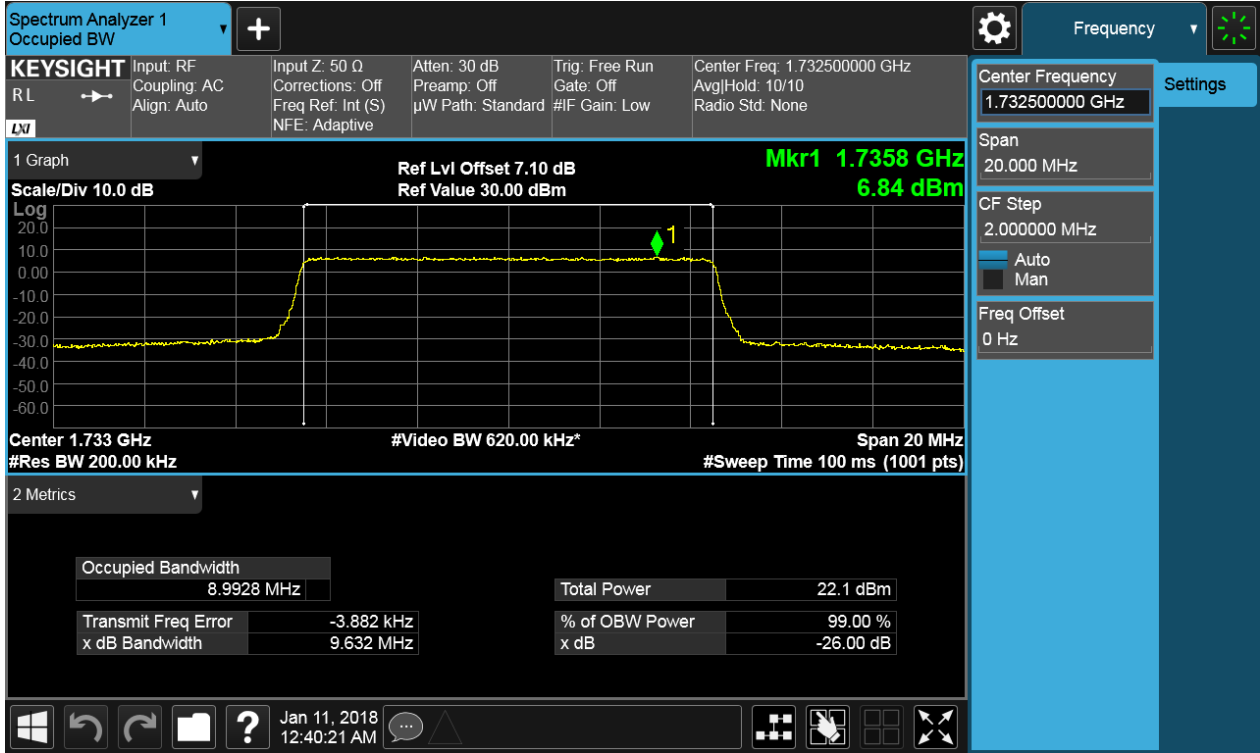 Spectrum Analyzer 1
Occupied BW
+
Frequency
KEYSIGHT
RL
LXI
Input: RF
Coupling: AC
Align: Auto
Input Z: 50 Ω
Corrections: Off
Freq Ref: Int (S)
NFE: Adaptive
Atten: 30 dB
Preamp: Off
µW Path: Standard
Trig: Free Run
Gate: Off
#IF Gain: Low
Center Freq: 1.732500000 GHz
Avg|Hold: 10/10
Radio Std: None
Center Frequency
1.732500000 GHz
Settings
Span
20.000 MHz
CF Step
2.000000 MHz
Auto
Man
Freq Offset
0 Hz
1 Graph
Scale/Div 10.0 dB
Ref Lvl Offset 7.10 dB
Ref Value 30.00 dBm
Mkr1 1.7358 GHz
6.84 dBm
Log
20.0
10.0
0.00
-10.0
-20.0
-30.0
-40.0
-50.0
-60.0
1
Center 1.733 GHz
#Res BW 200.00 kHz
#Video BW 620.00 kHz*
Span 20 MHz
#Sweep Time 100 ms (1001 pts)
2 Metrics
Occupied Bandwidth
8.9928 MHz
Transmit Freq Error -3.882 kHz
x dB Bandwidth 9.632 MHz
Total Power 22.1 dBm
% of OBW Power 99.00 %
x dB -26.00 dB
?
Jan 11, 2018
12:40:21 AM